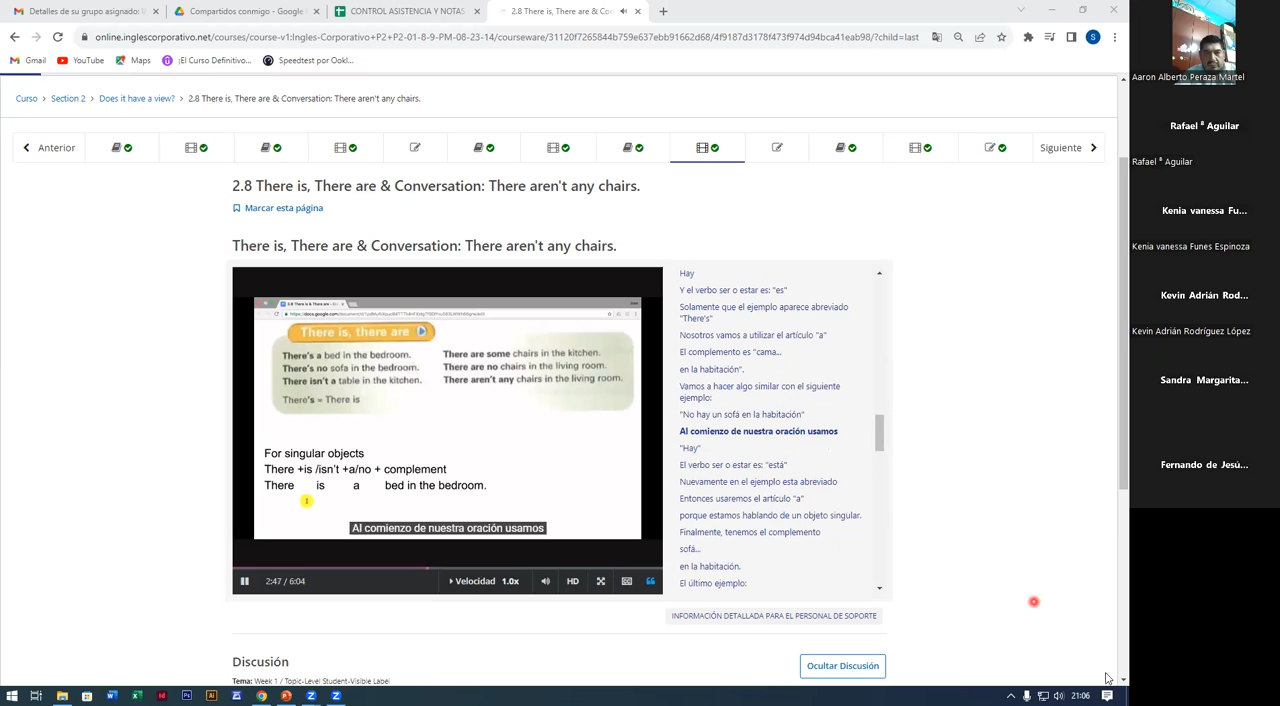 Detalles de su grupo asignado:
Compartidos conmigo - Google
CONTROL ASISTENCIA Y NOTAS
2.8 There is, There are & Con
online.inglescorporativo.net/courses/course-v1:Ingles-Corporativo+P2+P2-01-8-9-PM-08-23-14/courseware/31120f7265844b759e637ebb91662d68/4f9187d3178f473f974d94bca41eab98/?child=last
S
Gmail
YouTube
Maps
¡El Curso Definitivo...
Speedtest por Ookl...
Curso > Section 2 > Does it have a view? > 2.8 There is, There are & Conversation: There aren't any chairs.
Anterior
Siguiente
2.8 There is, There are & Conversation: There aren't any chairs.
Marcar esta página
There is, There are & Conversation: There aren't any chairs.
2.8 There is & There are
There is, there are
There's a bed in the bedroom.
There's no sofa in the bedroom.
There isn't a table in the kitchen.
There's = There is
There are some chairs in the kitchen.
There are no chairs in the living room.
There aren't any chairs in the living room.
For singular objects
There +is /isn't +a/no + complement
There is a bed in the bedroom.
Al comienzo de nuestra oración usamos
2:47 / 6:04
Velocidad 1.0x
HD
Hay
Y el verbo ser o estar es: "es"
Solamente que el ejemplo aparece abreviado
"There's"
Nosotros vamos a utilizar el artículo "a"
El complemento es "cama...
en la habitación".
Vamos a hacer algo similar con el siguiente
ejemplo:
"No hay un sofá en la habitación"
Al comienzo de nuestra oración usamos
"Hay"
El verbo ser o estar es: "está"
Nuevamente en el ejemplo esta abreviado
Entonces usaremos el artículo "a"
porque estamos hablando de un objeto singular.
Finalmente, tenemos el complemento
sofá...
en la habitación.
El último ejemplo:
INFORMACIÓN DETALLADA PARA EL PERSONAL DE SOPORTE
Discusión
Tema: Week 1 / Topic-Level Student-Visible Label
Ocultar Discusión
Aaron Alberto Peraza Martel
Rafael ª Aguilar
Rafael ª Aguilar
Kenia vanessa Fu...
Kenia vanessa Funes Espinoza
Kevin Adrián Rod...
Kevin Adrián Rodríguez López
Sandra Margarita...
Fernando de Jesú...
21:06